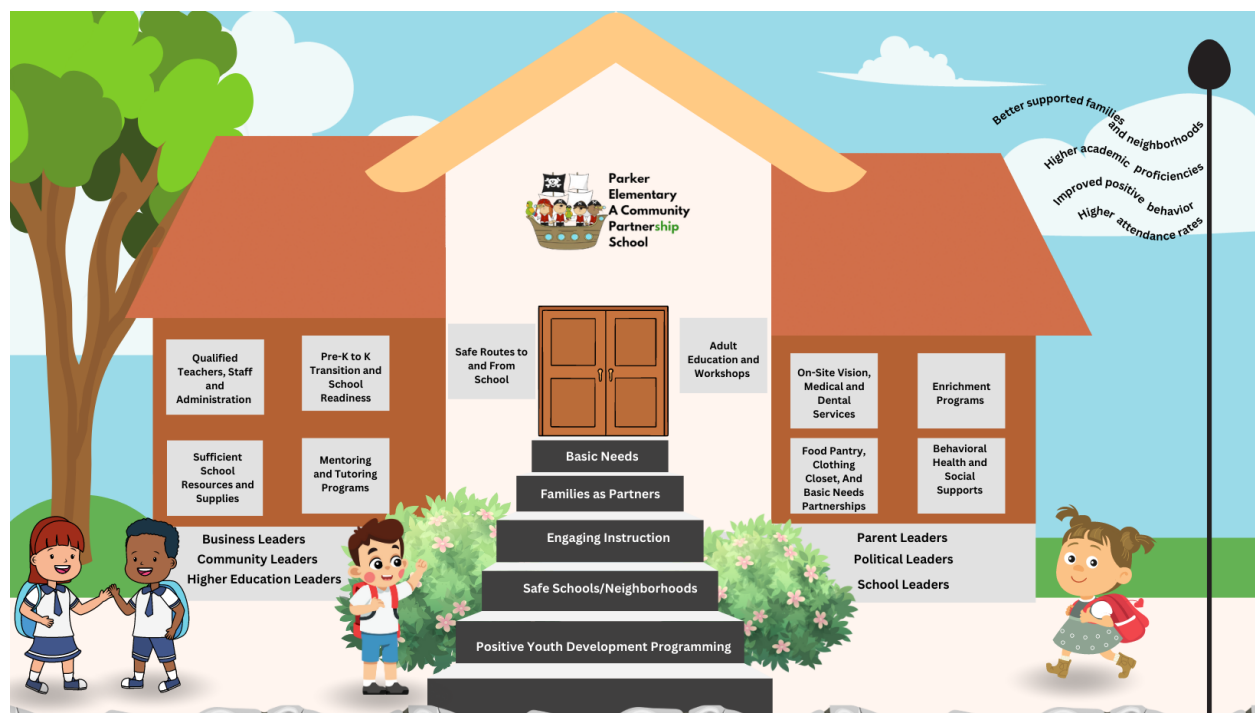 Better supported families
and neighborhoods
Higher academic proficiencies
Improved positive behavior
Higher attendance rates
Parker
Elementary
A Community
Partnership
School
Qualified
Teachers, Staff
and
Administration
Pre-K to K
Transition and
School
Readiness
Safe Routes to
and From
School
Adult
Education and
Workshops
On-Site Vision,
Medical and
Dental
Services
Enrichment
Programs
Sufficient
School
Resources and
Supplies
Mentoring
and Tutoring
Programs
Food Pantry,
Clothing
Closet, And
Basic Needs
Partnerships
Behavioral
Health and
Social
Supports
Basic Needs
Families as Partners
Engaging Instruction
Safe Schools/Neighborhoods
Positive Youth Development Programming
Business Leaders
Community Leaders
Higher Education Leaders
Parent Leaders
Political Leaders
School Leaders